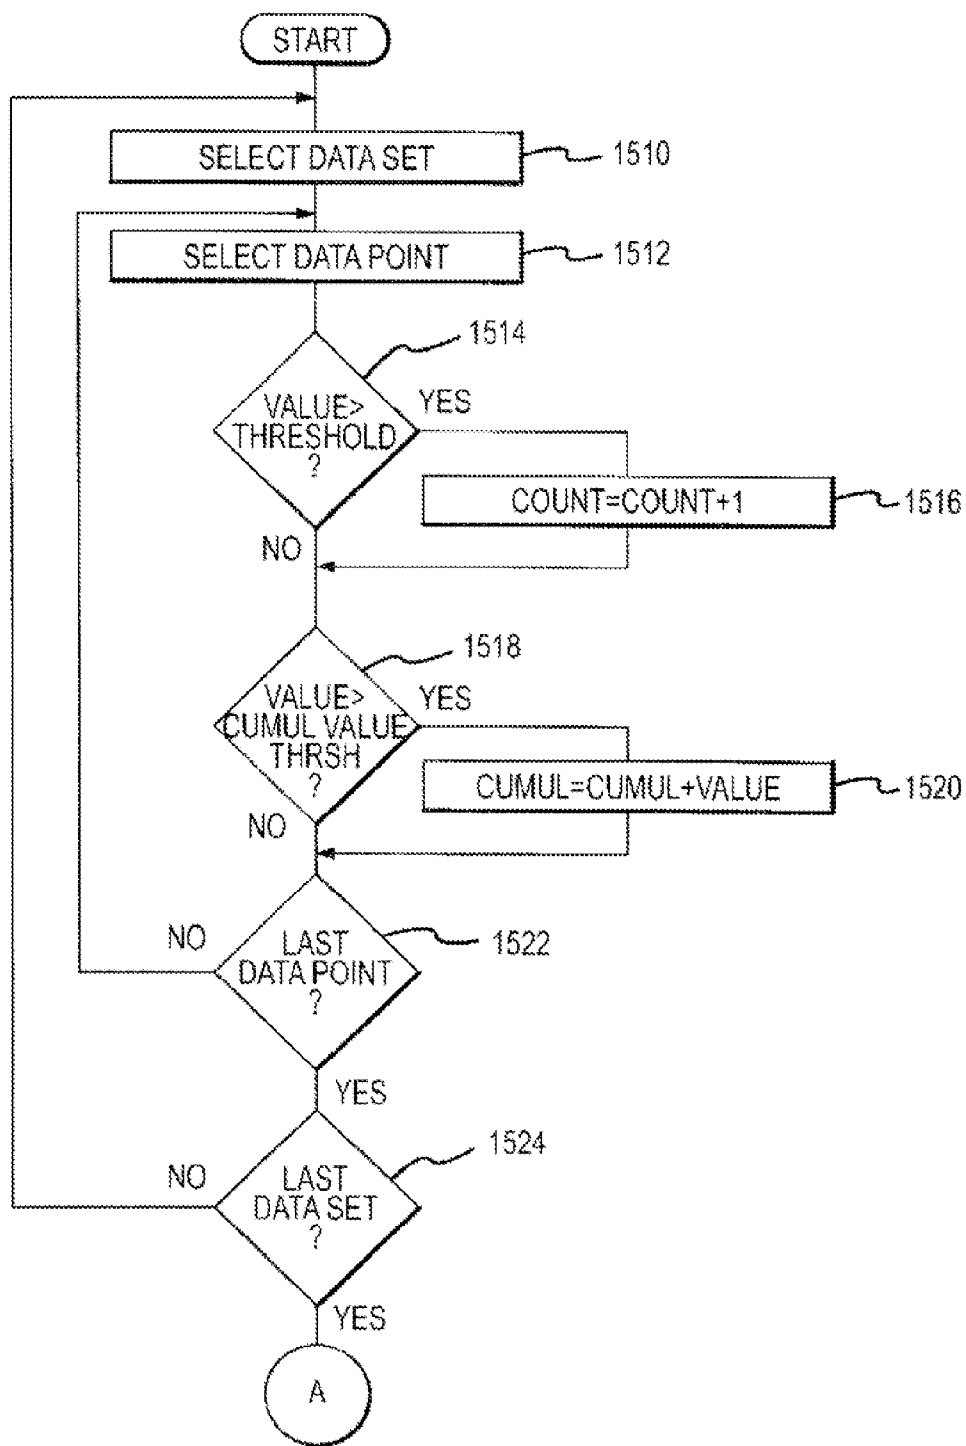 START
SELECT DATA SET
1510
SELECT DATA POINT
1512
1514
VALUE>
THRESHOLD
?
YES
COUNT=COUNT+1
1516
NO
1518
VALUE>
CUMUL VALUE
THRSH
?
YES
CUMUL=CUMUL+VALUE
1520
NO
NO
LAST
DATA POINT
?
1522
YES
1524
NO
LAST
DATA SET
?
YES
A